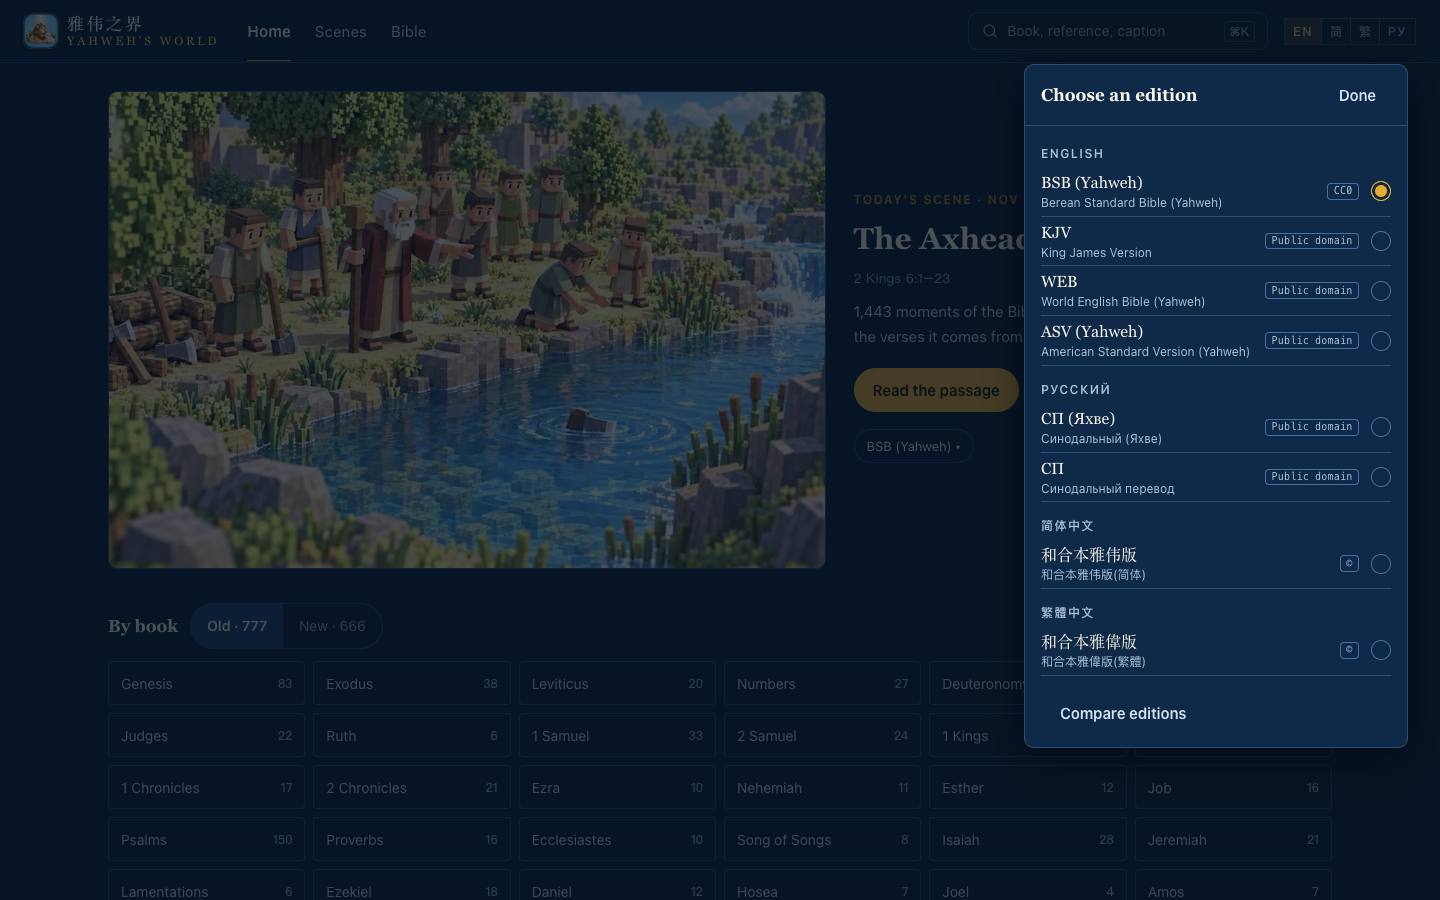 雅伟之界
YAHWEH'S WORLD
Home
Scenes
Bible
Book, reference, caption
⌘K
EN
简
繁
РУ
TODAY'S SCENE · NOV
The Axhead
2 Kings 6:1–23
1,443 moments of the Bib
the verses it comes from
Read the passage
BSB (Yahweh) ▾
Choose an edition
Done
ENGLISH
BSB (Yahweh)
CC0
Berean Standard Bible (Yahweh)
KJV
Public domain
King James Version
WEB
Public domain
World English Bible (Yahweh)
ASV (Yahweh)
Public domain
American Standard Version (Yahweh)
РУССКИЙ
СП (Яхве)
Public domain
Синодальный (Яхве)
СП
Public domain
Синодальный перевод
简体中文
和合本雅伟版
©
和合本雅伟版(简体)
繁體中文
和合本雅偉版
©
和合本雅偉版(繁體)
Compare editions
By book
Old · 777
New · 666
Genesis 83
Exodus 38
Leviticus 20
Numbers 27
Deuteronomy
Judges 22
Ruth 6
1 Samuel 33
2 Samuel 24
1 Kings
1 Chronicles 17
2 Chronicles 21
Ezra 10
Nehemiah 11
Esther 12
Job 16
Psalms 150
Proverbs 16
Ecclesiastes 10
Song of Songs 8
Isaiah 28
Jeremiah 21
Lamentations 6
Ezekiel 18
Daniel 12
Hosea 7
Joel 4
Amos 7